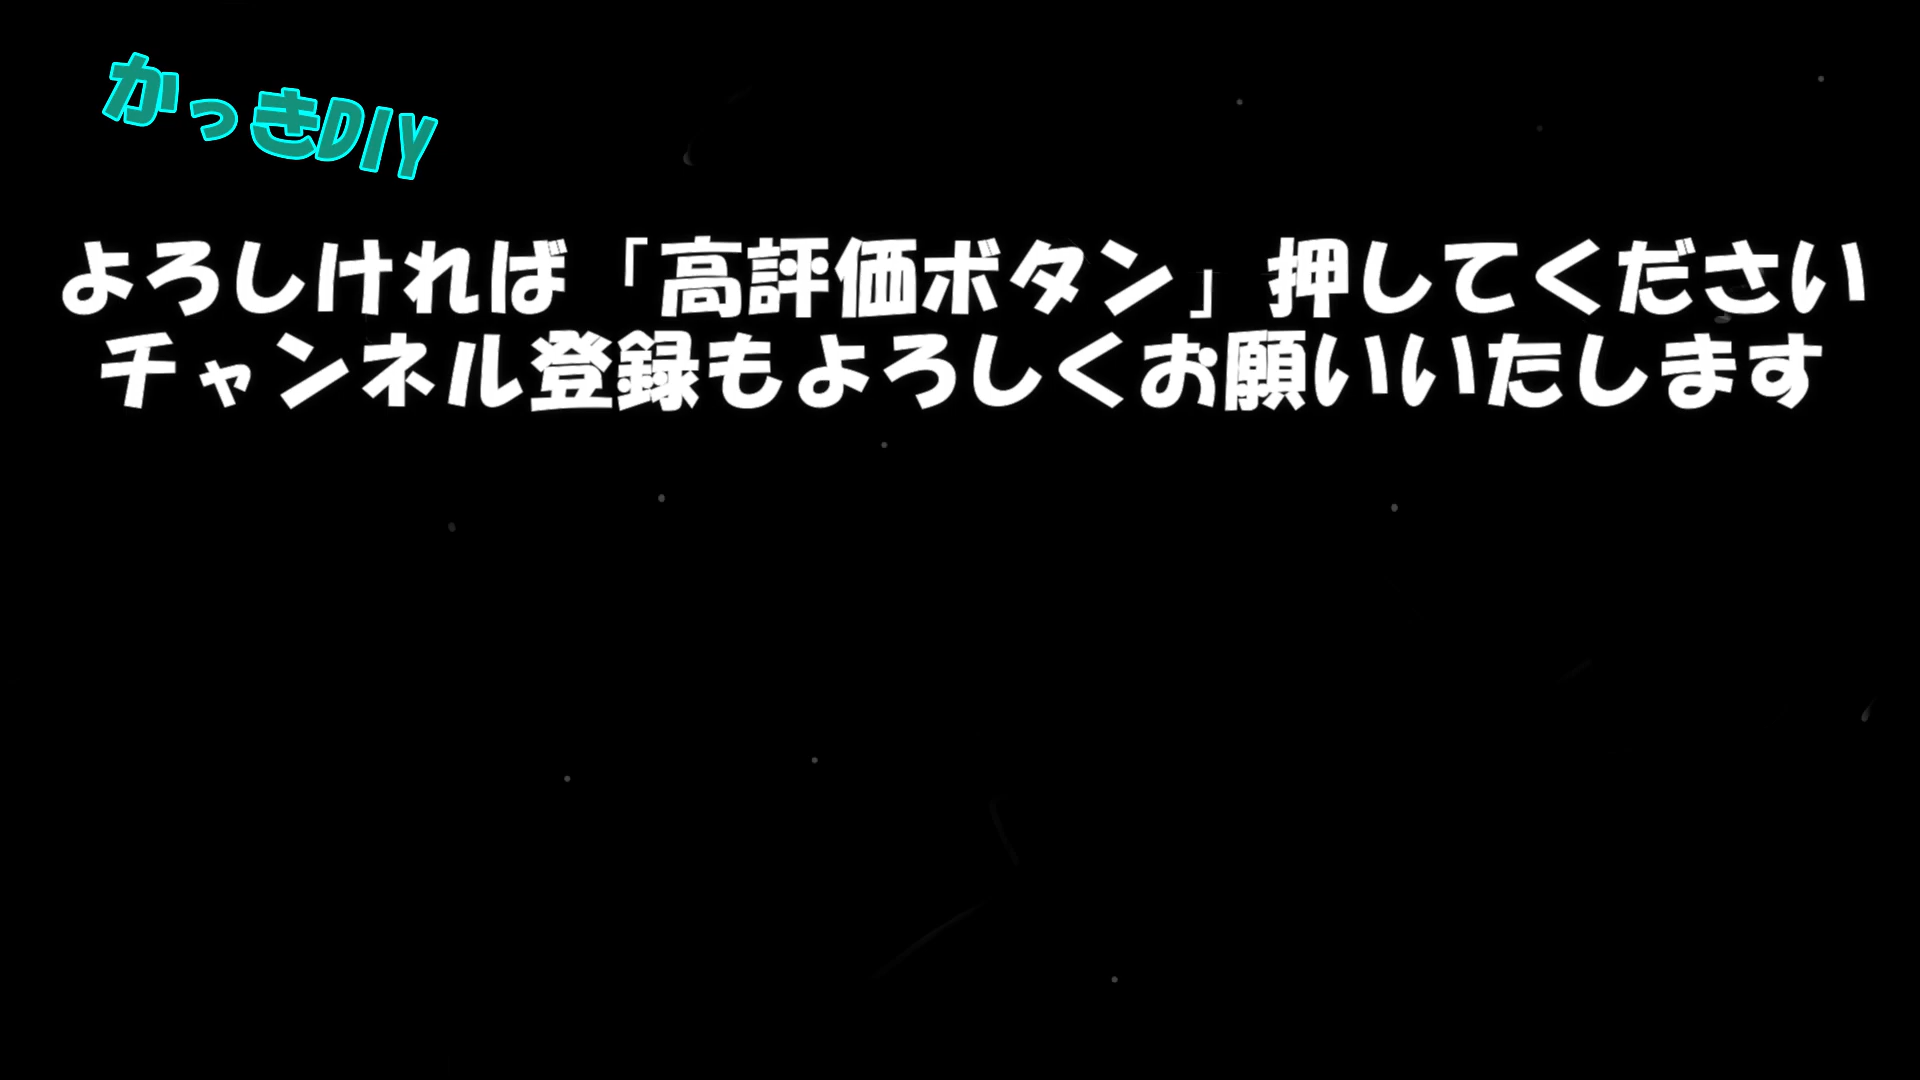 かっきDIY
よろしければ「高評価ボタン」押してください
チャンネル登録もよろしくお願いいたします